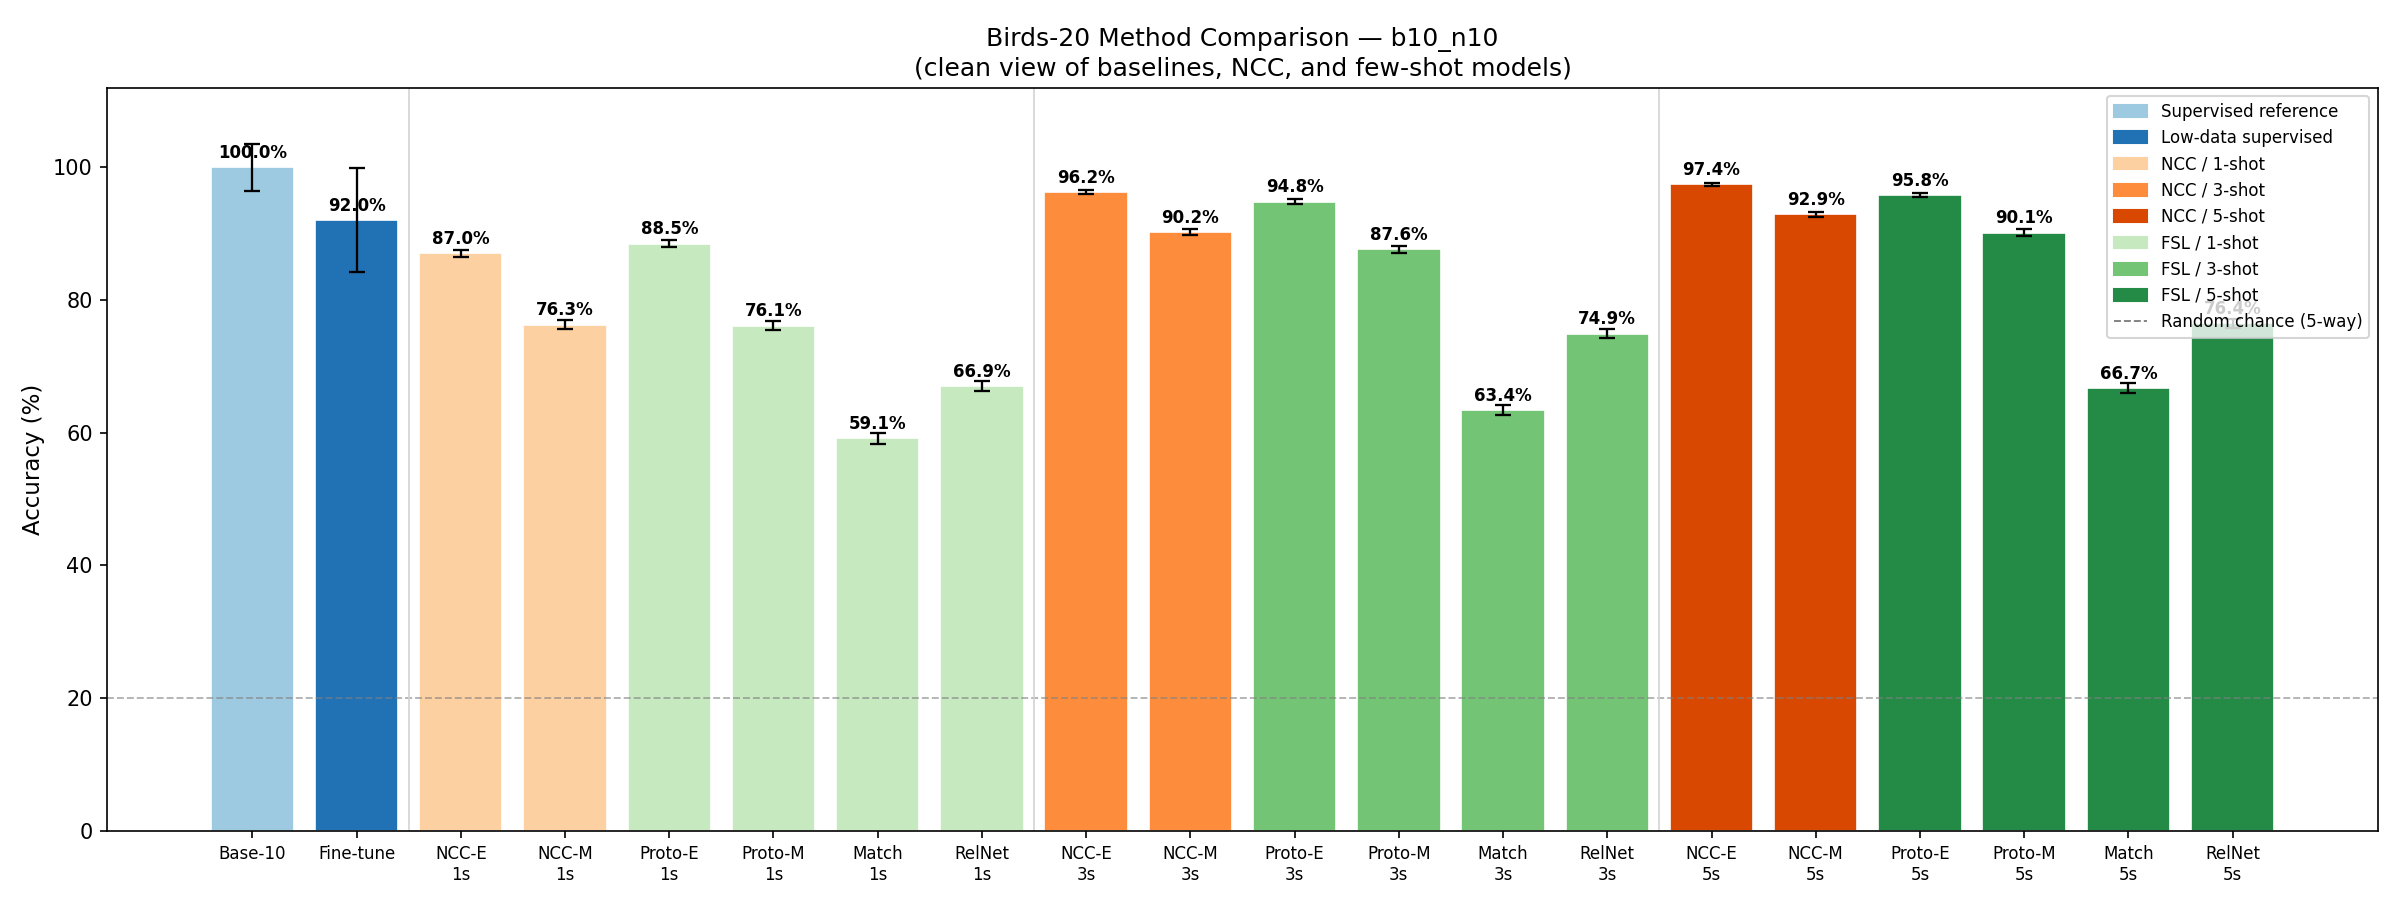 Birds-20 Method Comparison — b10_n10
(clean view of baselines, NCC, and few-shot models)
Accuracy (%)
100
80
60
40
20
0
100.0%
92.0%
87.0%
76.3%
88.5%
76.1%
59.1%
66.9%
96.2%
90.2%
94.8%
87.6%
63.4%
74.9%
97.4%
92.9%
95.8%
90.1%
66.7%
76.4%
Supervised reference
Low-data supervised
NCC / 1-shot
NCC / 3-shot
NCC / 5-shot
FSL / 1-shot
FSL / 3-shot
FSL / 5-shot
Random chance (5-way)
Base-10
Fine-tune
NCC-E
1s
NCC-M
1s
Proto-E
1s
Proto-M
1s
Match
1s
RelNet
1s
NCC-E
3s
NCC-M
3s
Proto-E
3s
Proto-M
3s
Match
3s
RelNet
3s
NCC-E
5s
NCC-M
5s
Proto-E
5s
Proto-M
5s
Match
5s
RelNet
5s